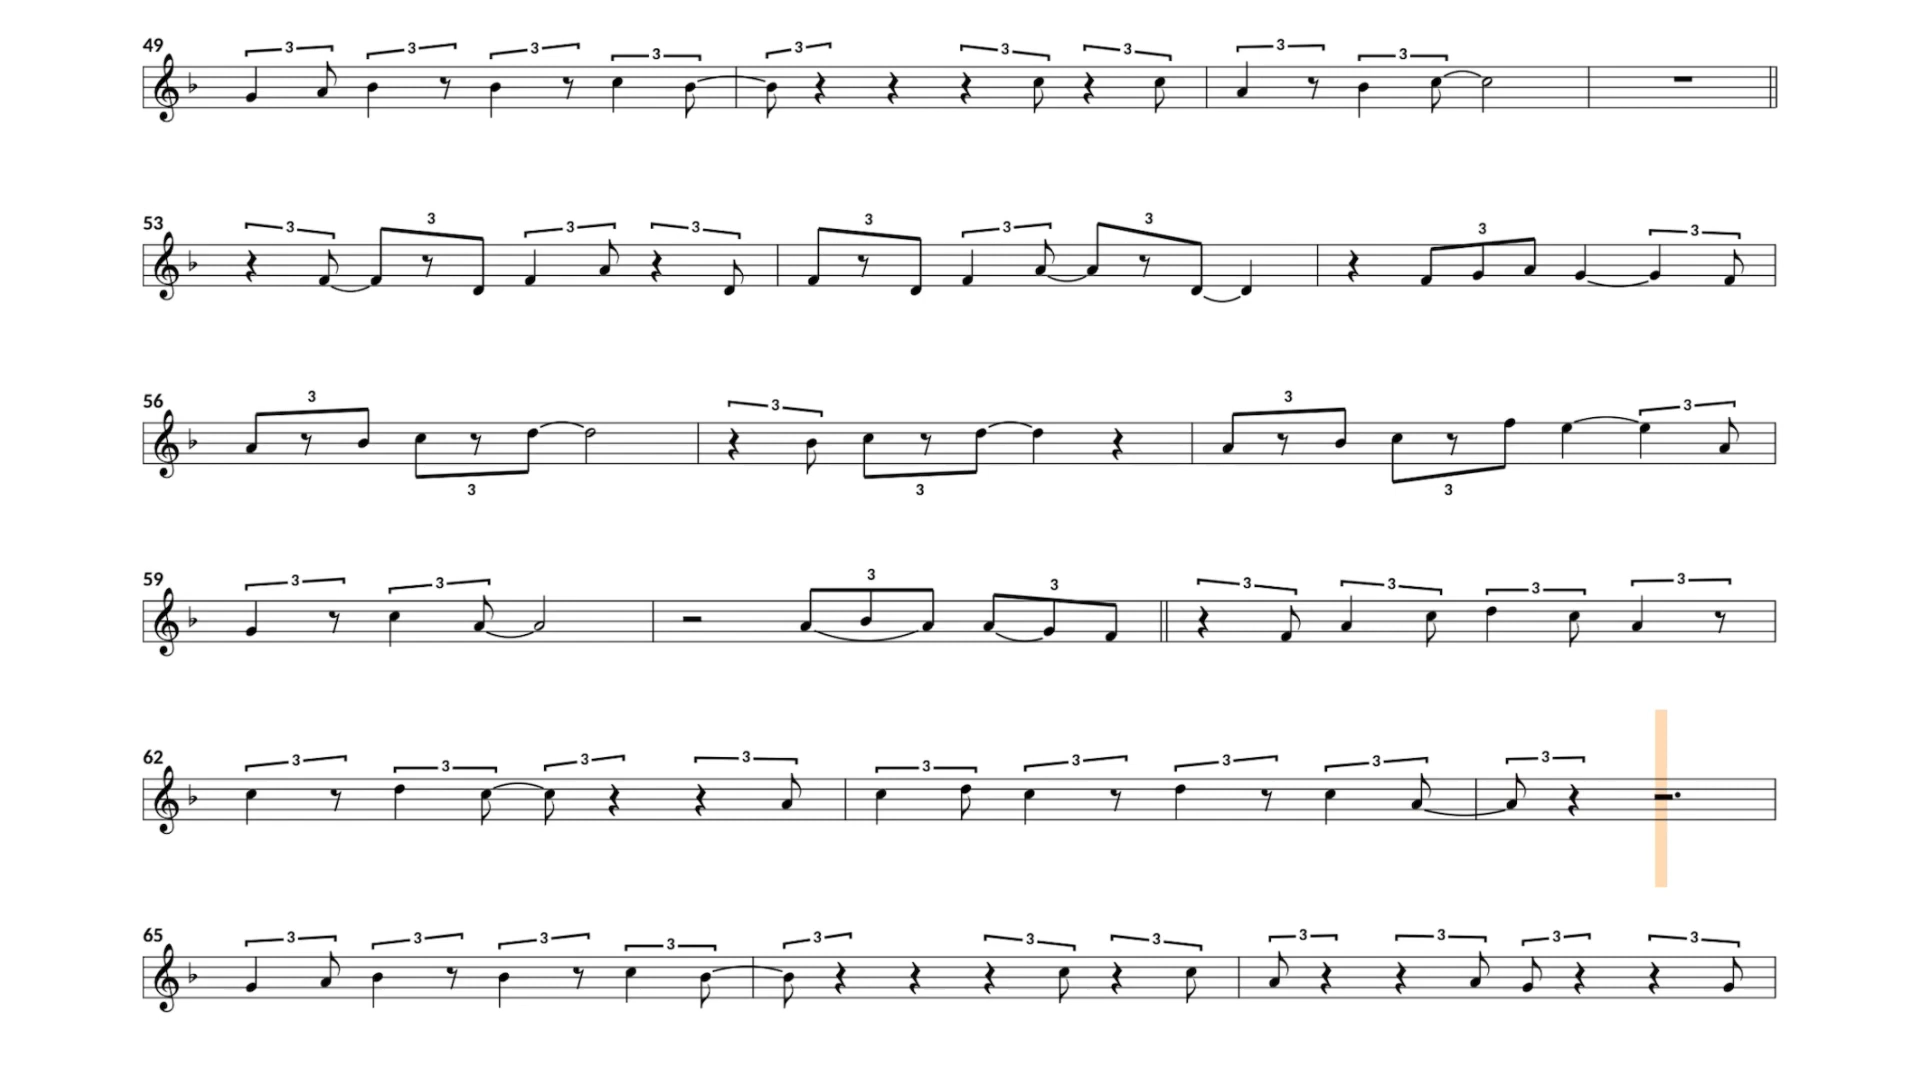 49 3 3 3 3 3 3 3 3 3
53 3 3 3 3 3 3 3 3 3
56 3 3 3 3 3 3 3
59 3 3 3 3 3 3 3 3
62 3 3 3 3 3 3 3 3 3
65 3 3 3 3 3 3 3 3 3 3 3